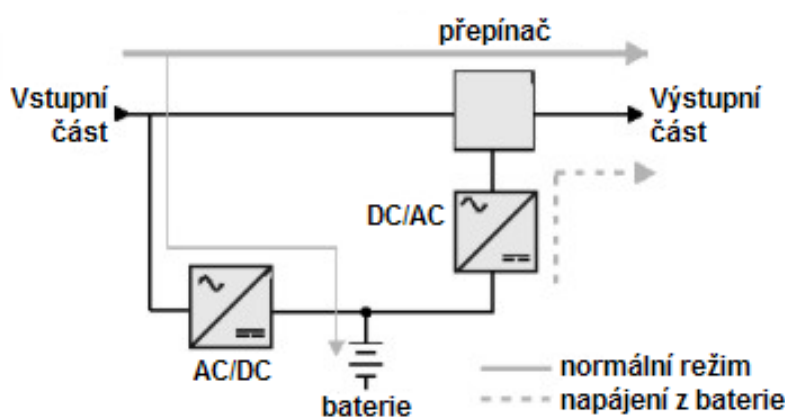 přepínač
Vstupní
část
Výstupní
část
DC/AC
AC/DC
baterie
normální režim
napájení z baterie